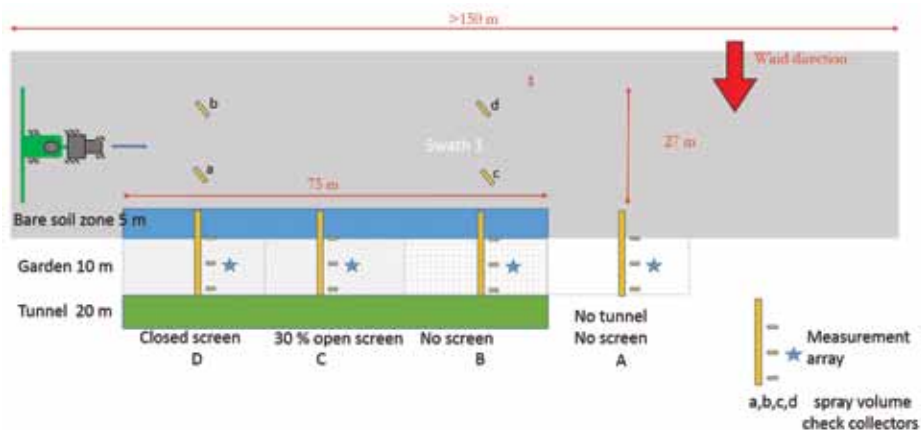 >150 m
Wind direction
b
d
Swath 1
27 m
a
c
75 m
Bare soil zone 5 m
Garden 10 m
Tunnel 20 m
Closed screen
D
30 % open screen
C
No screen
B
No tunnel
No screen
A
Measurement
array
a,b,c,d spray volume
check collectors